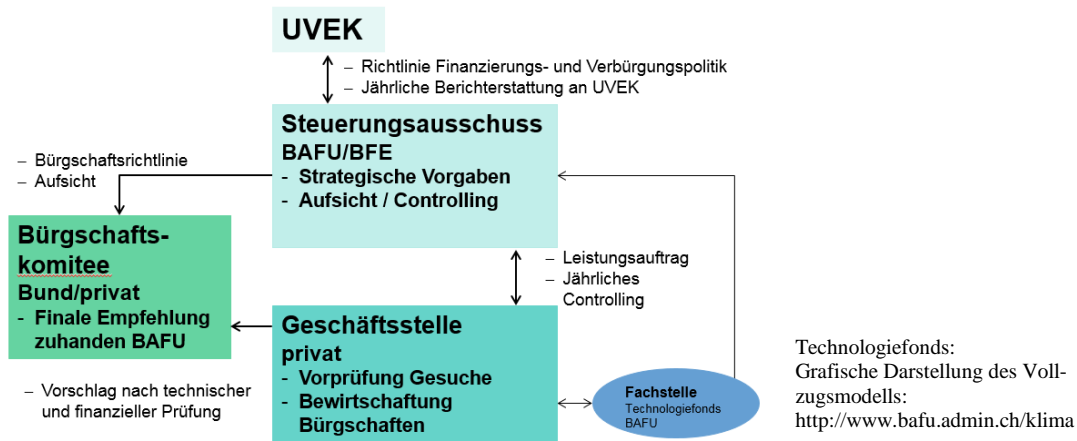 UVEK
– Richtlinie Finanzierungs- und Verbürgungspolitik
– Jährliche Berichterstattung an UVEK
Steuerungsausschuss
BAFU/BFE
- Strategische Vorgaben
- Aufsicht / Controlling
– Bürgschaftsrichtlinie
– Aufsicht
Bürgschafts-
komitee
Bund/privat
- Finale Empfehlung
zuhanden BAFU
– Leistungsauftrag
– Jährliches
Controlling
Geschäftsstelle
privat
- Vorprüfung Gesuche
- Bewirtschaftung
Bürgschaften
– Vorschlag nach technischer
und finanzieller Prüfung
Fachstelle
Technologiefonds
BAFU
Technologiefonds:
Grafische Darstellung des Voll-
zugsmodells:
http://www.bafu.admin.ch/klima